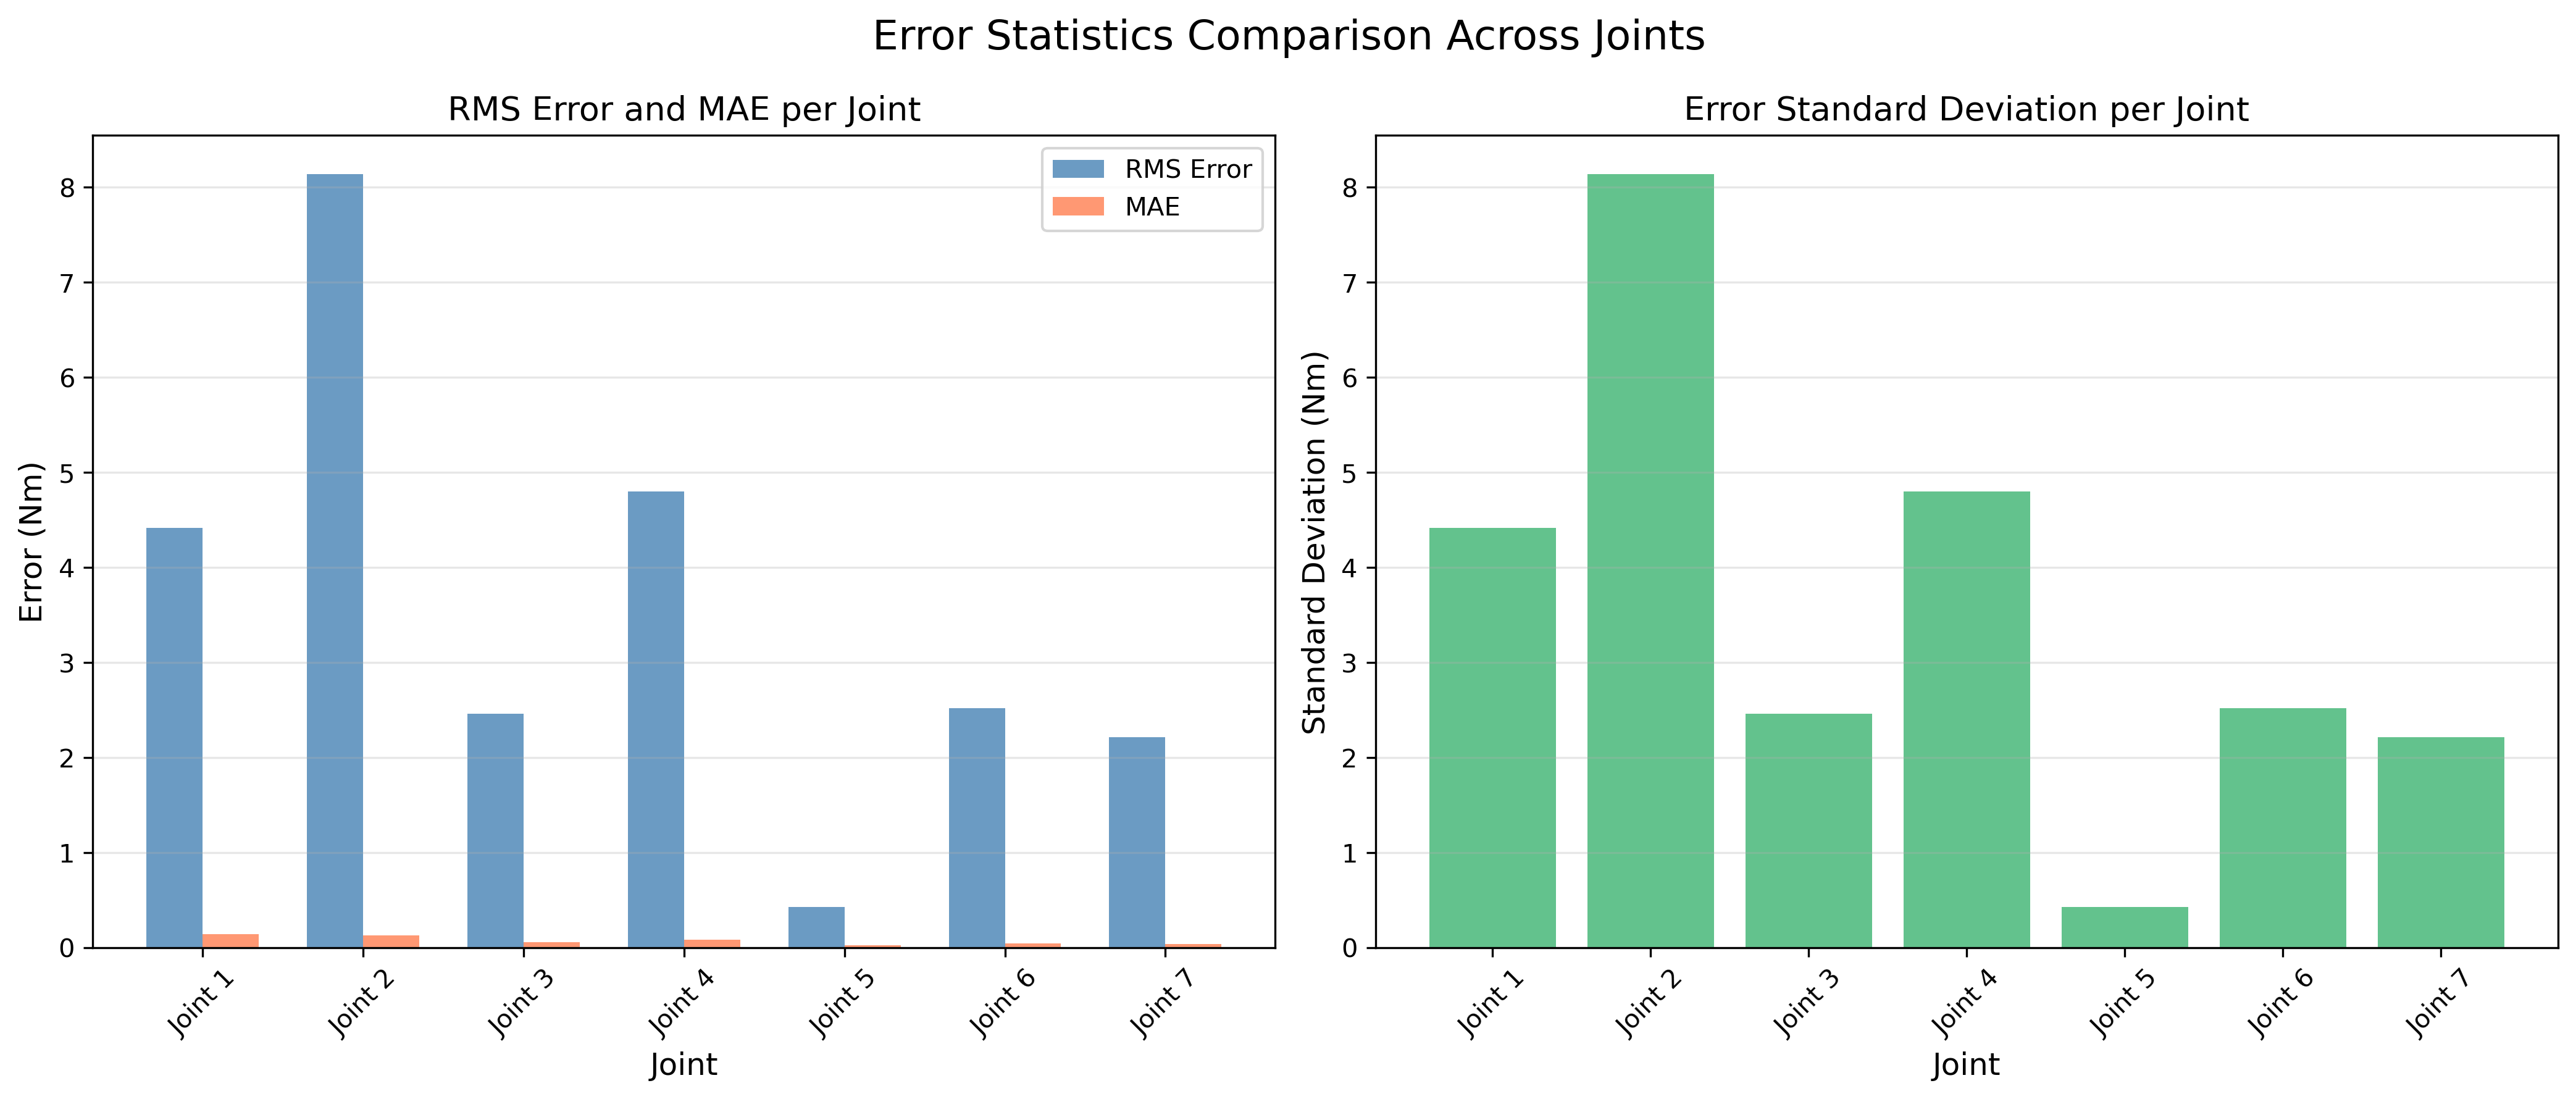 Error Statistics Comparison Across Joints
RMS Error and MAE per Joint
Error (Nm)
8
7
6
5
4
3
2
1
0
RMS Error
MAE
Joint 1
Joint 2
Joint 3
Joint 4
Joint 5
Joint 6
Joint 7
Joint
Error Standard Deviation per Joint
Standard Deviation (Nm)
8
7
6
5
4
3
2
1
0
Joint 1
Joint 2
Joint 3
Joint 4
Joint 5
Joint 6
Joint 7
Joint